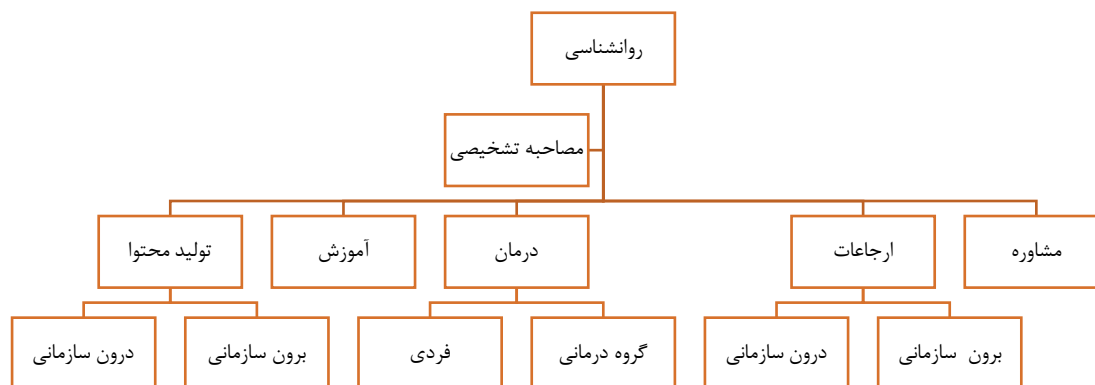 روانشناسی
مصاحبه تشخیصی
مشاوره
ارجاعات
درمان
آموزش
تولید محتوا
برون سازمانی
درون سازمانی
گروه درمانی
فردی
برون سازمانی
درون سازمانی